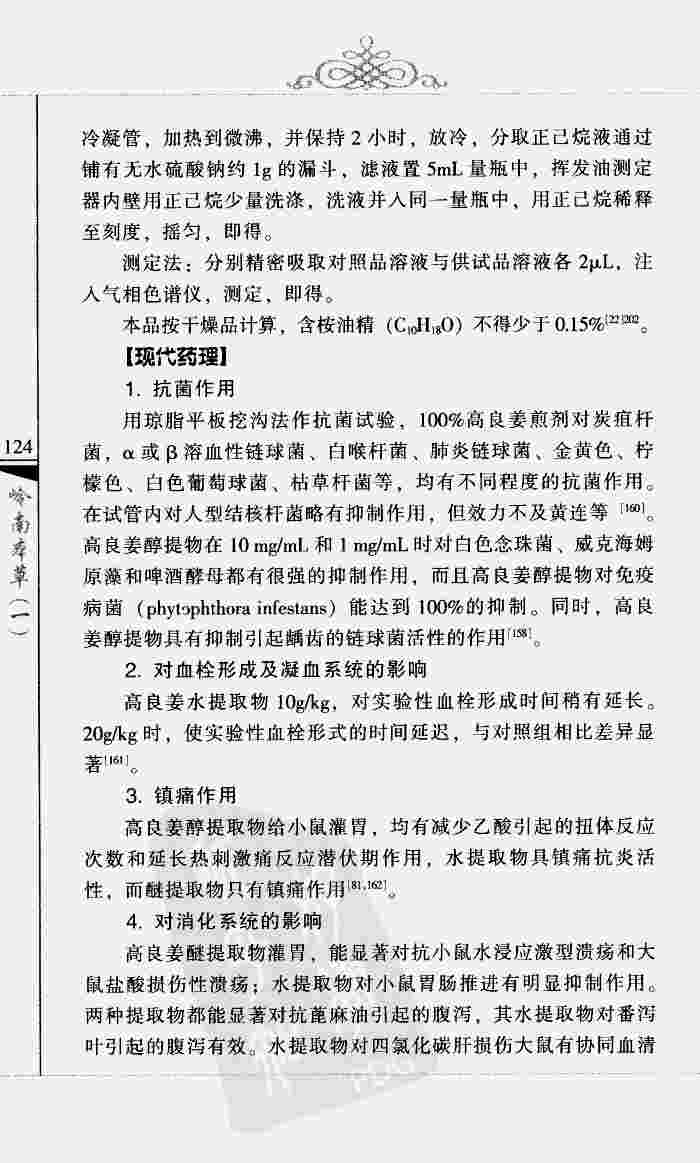 冷凝管，加热到微沸，并保持 2 小时，放冷，分取正己烷液通过
铺有无水硫酸钠约 1g 的漏斗，滤液置 5mL 量瓶中，挥发油测定
器内壁用正己烷少量洗涤，洗液并入同一量瓶中，用正己烷稀释
至刻度，摇匀，即得。
测定法：分别精密吸取对照品溶液与供试品溶液各 2μL，注
入气相色谱仪，测定，即得。
本品按干燥品计算，含桉油精（C₁₀H₁₈O）不得少于 0.15%[22]202。
【现代药理】
1. 抗菌作用
用琼脂平板挖沟法作抗菌试验，100%高良姜煎剂对炭疽杆
菌，α 或 β 溶血性链球菌、白喉杆菌、肺炎链球菌、金黄色、柠
檬色、白色葡萄球菌、枯草杆菌等，均有不同程度的抗菌作用。
在试管内对人型结核杆菌略有抑制作用，但效力不及黄连等[160]。
高良姜醇提物在 10 mg/mL 和 1 mg/mL 时对白色念珠菌、威克海姆
原藻和啤酒酵母都有很强的抑制作用，而且高良姜醇提物对免疫
病菌（phytophthora infestans）能达到 100%的抑制。同时，高良
姜醇提物具有抑制引起龋齿的链球菌活性的作用[158]。
2. 对血栓形成及凝血系统的影响
高良姜水提取物 10g/kg，对实验性血栓形成时间稍有延长。
20g/kg 时，使实验性血栓形式的时间延迟，与对照组相比差异显
著[161]。
3. 镇痛作用
高良姜醇提取物给小鼠灌胃，均有减少乙酸引起的扭体反应
次数和延长热刺激痛反应潜伏期作用，水提取物具镇痛抗炎活
性，而醚提取物只有镇痛作用[81,162]。
4. 对消化系统的影响
高良姜醚提取物灌胃，能显著对抗小鼠水浸应激型溃疡和大
鼠盐酸损伤性溃疡；水提取物对小鼠胃肠推进有明显抑制作用。
两种提取物都能显著对抗蓖麻油引起的腹泻，其水提取物对番泻
叶引起的腹泻有效。水提取物对四氯化碳肝损伤大鼠有协同血清
124
岭南本草（一）